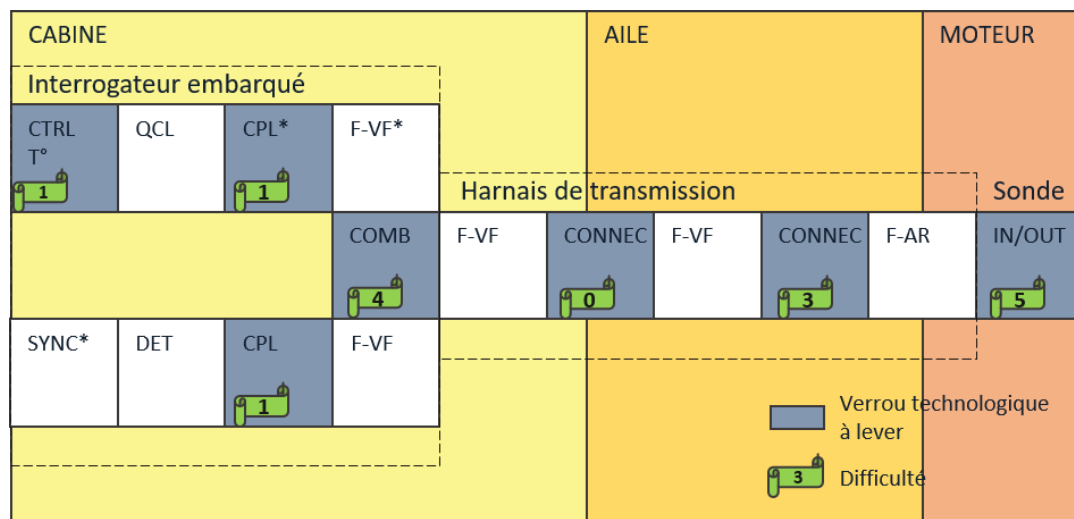 CABINE
AILE
MOTEUR
Interrogateur embarqué
CTRL
T°
1
QCL
CPL*
1
F-VF*
Harnais de transmission
Sonde
COMB
4
F-VF
CONNEC
0
F-VF
CONNEC
3
F-AR
IN/OUT
5
SYNC*
DET
CPL
1
F-VF
Verrou technologique
à lever
3
Difficulté